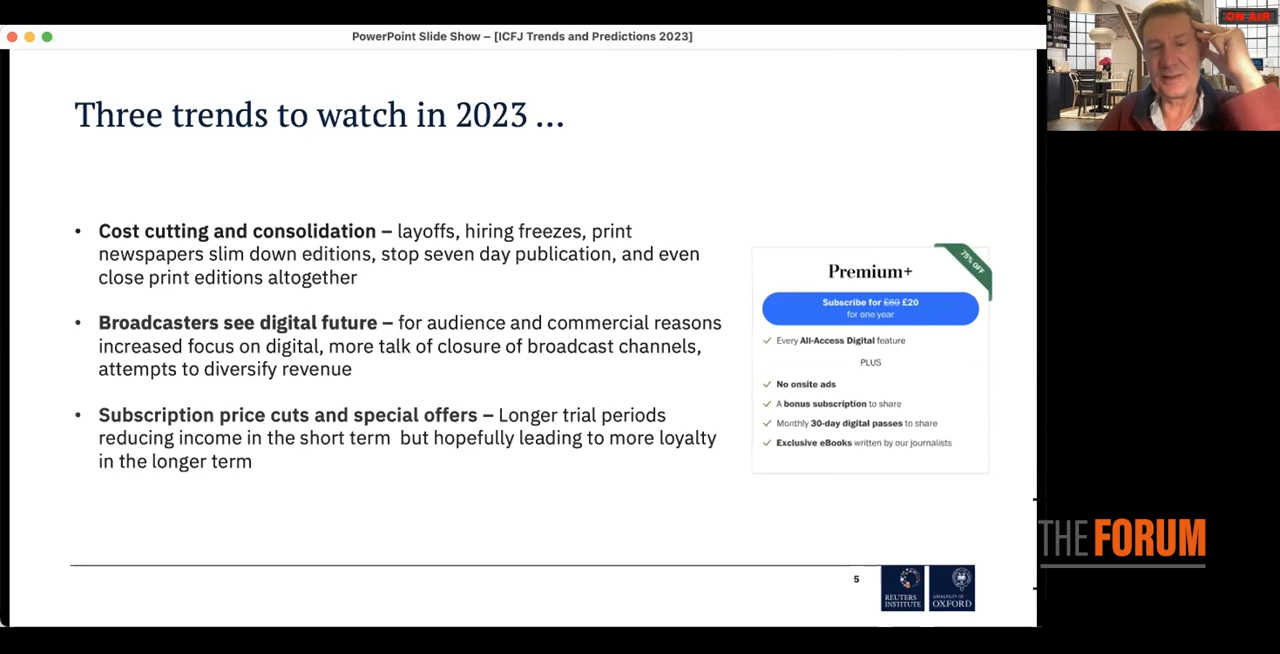 PowerPoint Slide Show – [ICFJ Trends and Predictions 2023]
ON AIR
Three trends to watch in 2023 ...
• Cost cutting and consolidation – layoffs, hiring freezes, print
newspapers slim down editions, stop seven day publication, and even
close print editions altogether
• Broadcasters see digital future – for audience and commercial reasons
increased focus on digital, more talk of closure of broadcast channels,
attempts to diversify revenue
• Subscription price cuts and special offers – Longer trial periods
reducing income in the short term but hopefully leading to more loyalty
in the longer term
75% OFF
Premium+
Subscribe for £80 £20
for one year
✓ Every All-Access Digital feature
PLUS
✓ No onsite ads
✓ A bonus subscription to share
✓ Monthly 30-day digital passes to share
✓ Exclusive eBooks written by our journalists
THE FORUM
5
REUTERS
INSTITUTE
UNIVERSITY OF
OXFORD